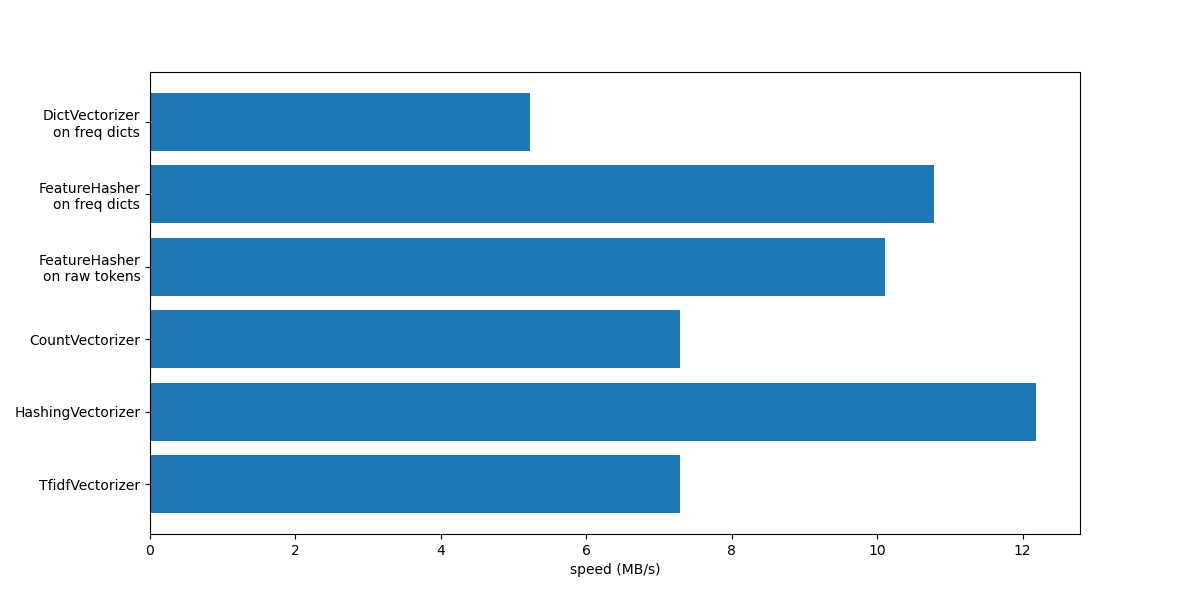 DictVectorizer
on freq dicts
FeatureHasher
on freq dicts
FeatureHasher
on raw tokens
CountVectorizer
HashingVectorizer
TfidfVectorizer
0 2 4 6 8 10 12
speed (MB/s)